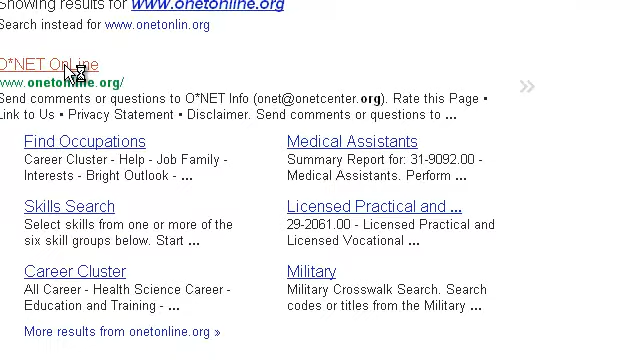 Showing results for www.onetonline.org
Search instead for www.onetonlin.org
O*NET OnLine
www.onetonline.org/
Send comments or questions to O*NET Info (onet@onetcenter.org). Rate this Page ▪
Link to Us ▪ Privacy Statement ▪ Disclaimer. Send comments or questions to ...
Find Occupations
Career Cluster - Help - Job Family -
Interests - Bright Outlook - ...
Medical Assistants
Summary Report for: 31-9092.00 -
Medical Assistants. Perform ...
Skills Search
Select skills from one or more of the
six skill groups below. Start ...
Licensed Practical and ...
29-2061.00 - Licensed Practical and
Licensed Vocational ...
Career Cluster
All Career - Health Science Career -
Education and Training - ...
Military
Military Crosswalk Search. Search
codes or titles from the Military ...
More results from onetonline.org »